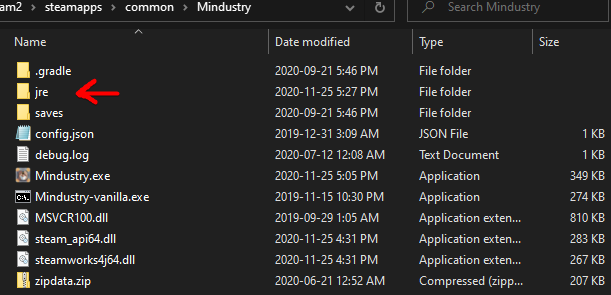 am2 › steamapps › common › Mindustry Search Mindustry
Name Date modified Type Size
.gradle 2020-09-21 5:46 PM File folder
jre 2020-11-25 5:27 PM File folder
saves 2020-09-21 5:46 PM File folder
config.json 2019-12-31 3:09 AM JSON File 1 KB
debug.log 2020-07-12 12:08 AM Text Document 1 KB
Mindustry.exe 2020-11-25 5:05 PM Application 349 KB
Mindustry-vanilla.exe 2019-11-15 10:30 PM Application 274 KB
MSVCR100.dll 2019-09-29 1:05 AM Application exten... 810 KB
steam_api64.dll 2020-11-25 4:31 PM Application exten... 283 KB
steamworks4j64.dll 2020-11-25 4:31 PM Application exten... 267 KB
zipdata.zip 2020-06-21 12:52 AM Compressed (zipp... 1 KB